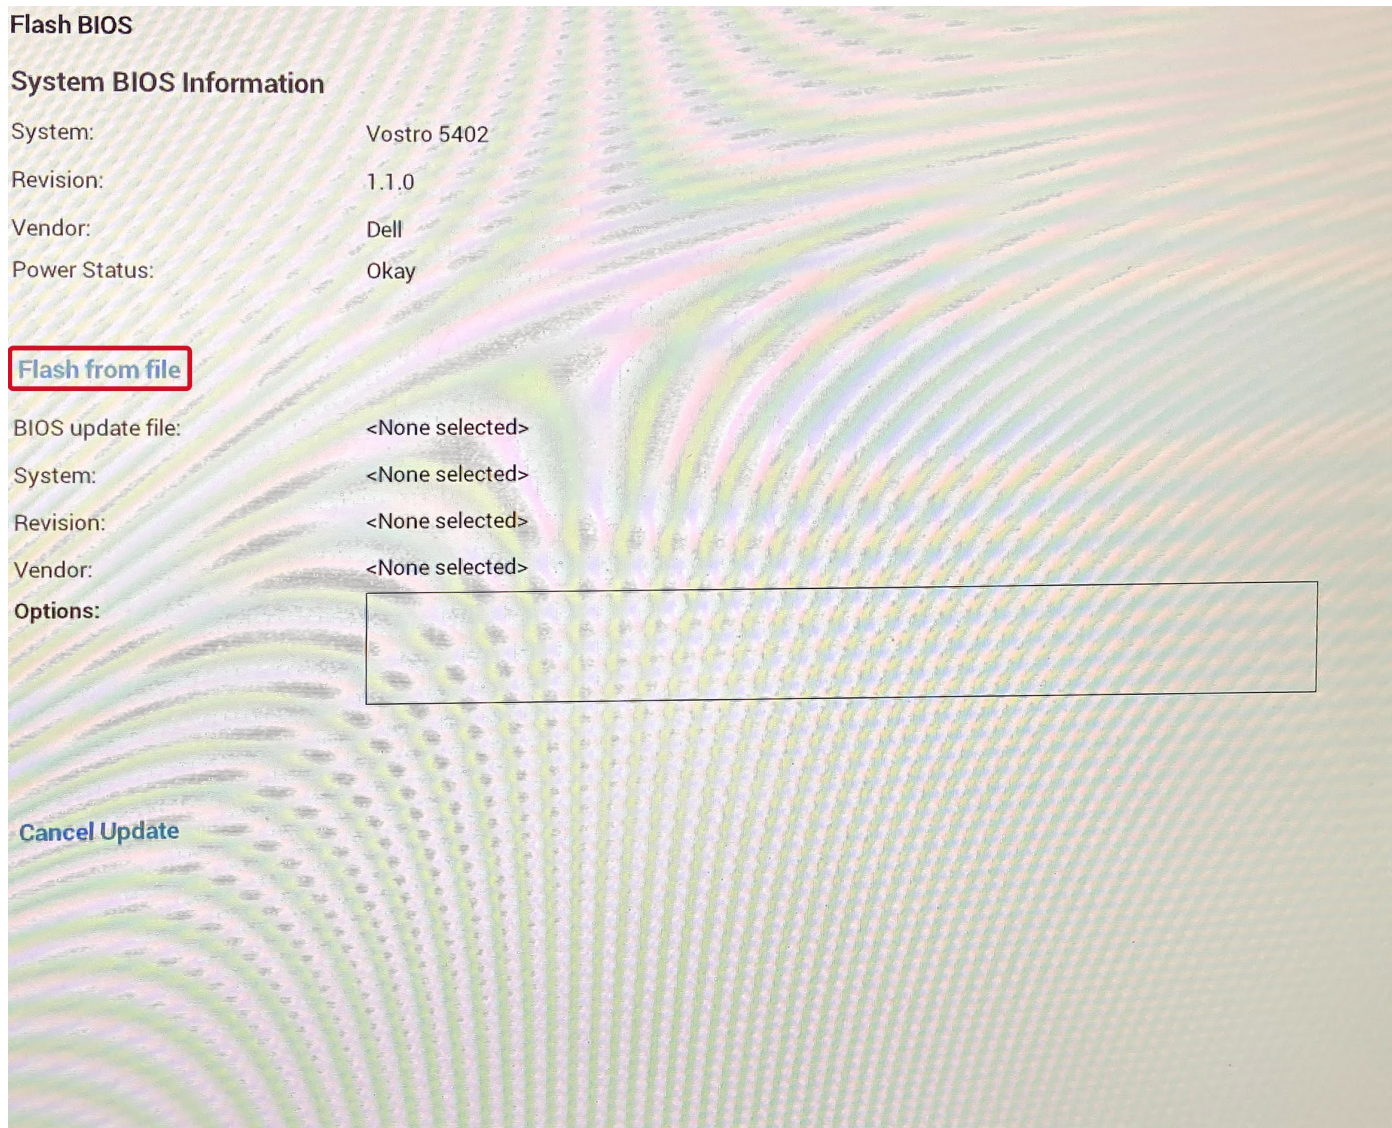 Flash BIOS
System BIOS Information
System: Vostro 5402
Revision: 1.1.0
Vendor: Dell
Power Status: Okay
Flash from file
BIOS update file: <None selected>
System: <None selected>
Revision: <None selected>
Vendor: <None selected>
Options:
Cancel Update